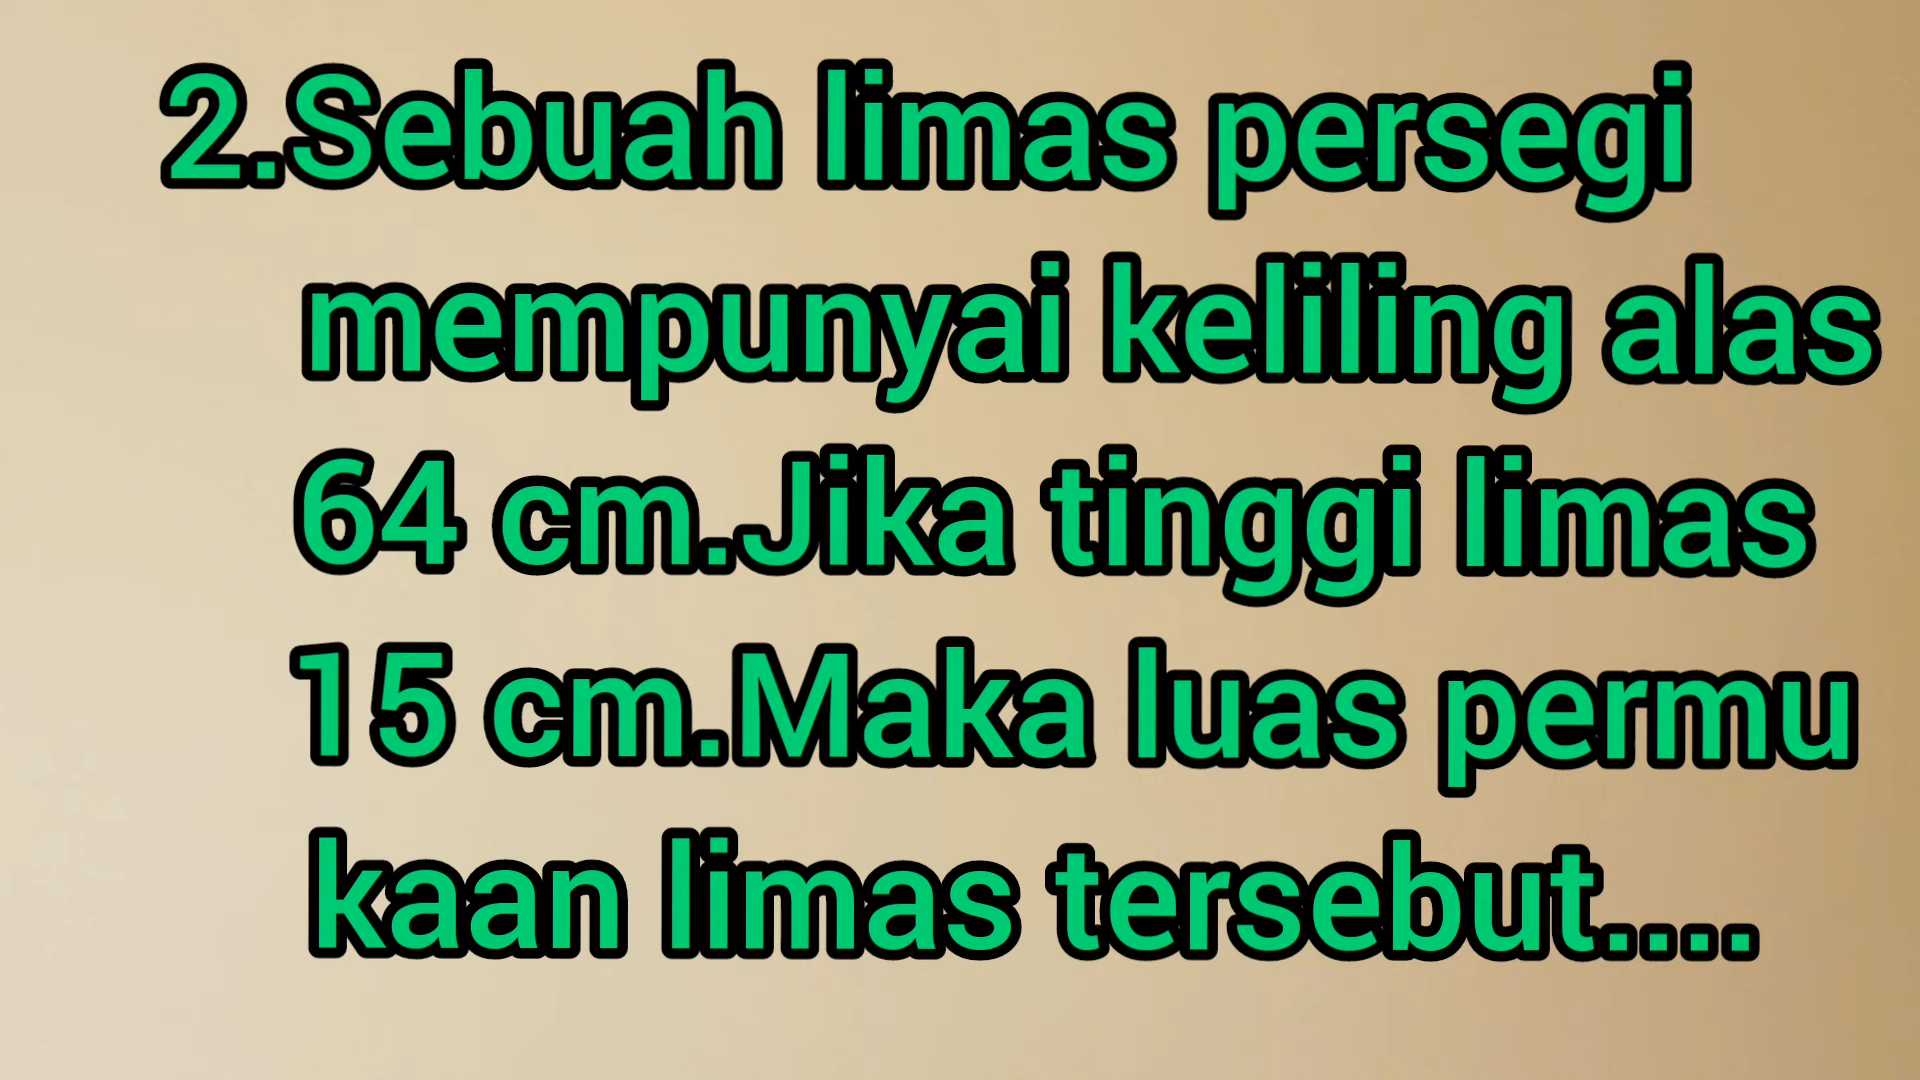 2.Sebuah limas persegi
mempunyai keliling alas
64 cm.Jika tinggi limas
15 cm.Maka luas permu
kaan limas tersebut....